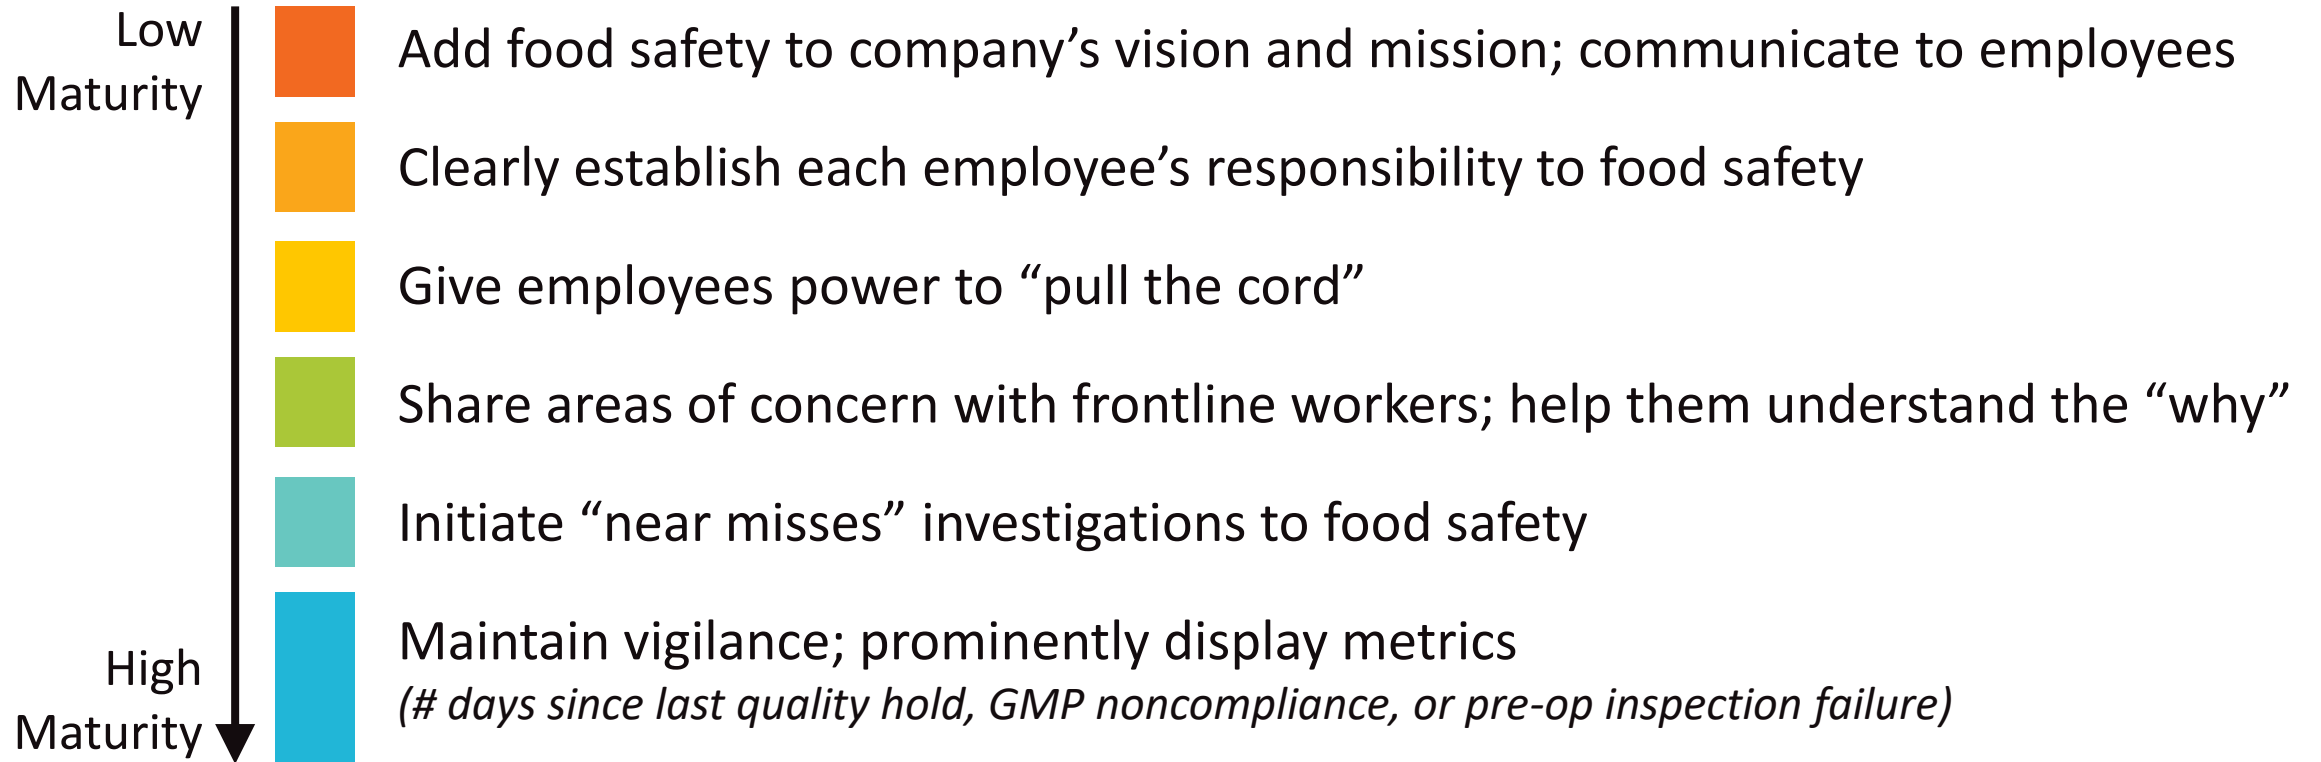 Low
Maturity
Add food safety to company’s vision and mission; communicate to employees
Clearly establish each employee’s responsibility to food safety
Give employees power to “pull the cord”
Share areas of concern with frontline workers; help them understand the “why”
Initiate “near misses” investigations to food safety
Maintain vigilance; prominently display metrics
(# days since last quality hold, GMP noncompliance, or pre-op inspection failure)
High
Maturity